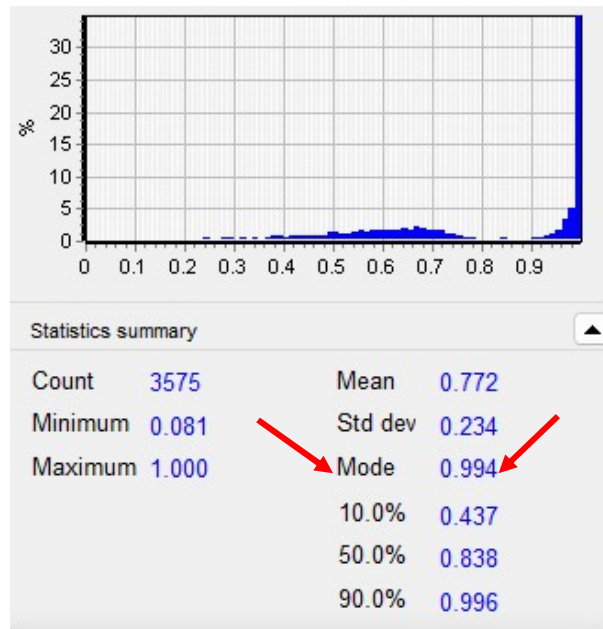 %
30
25
20
15
10
5
0
0 0.1 0.2 0.3 0.4 0.5 0.6 0.7 0.8 0.9
Statistics summary
Count 3575 Mean 0.772
Minimum 0.081 Std dev 0.234
Maximum 1.000 Mode 0.994
10.0% 0.437
50.0% 0.838
90.0% 0.996